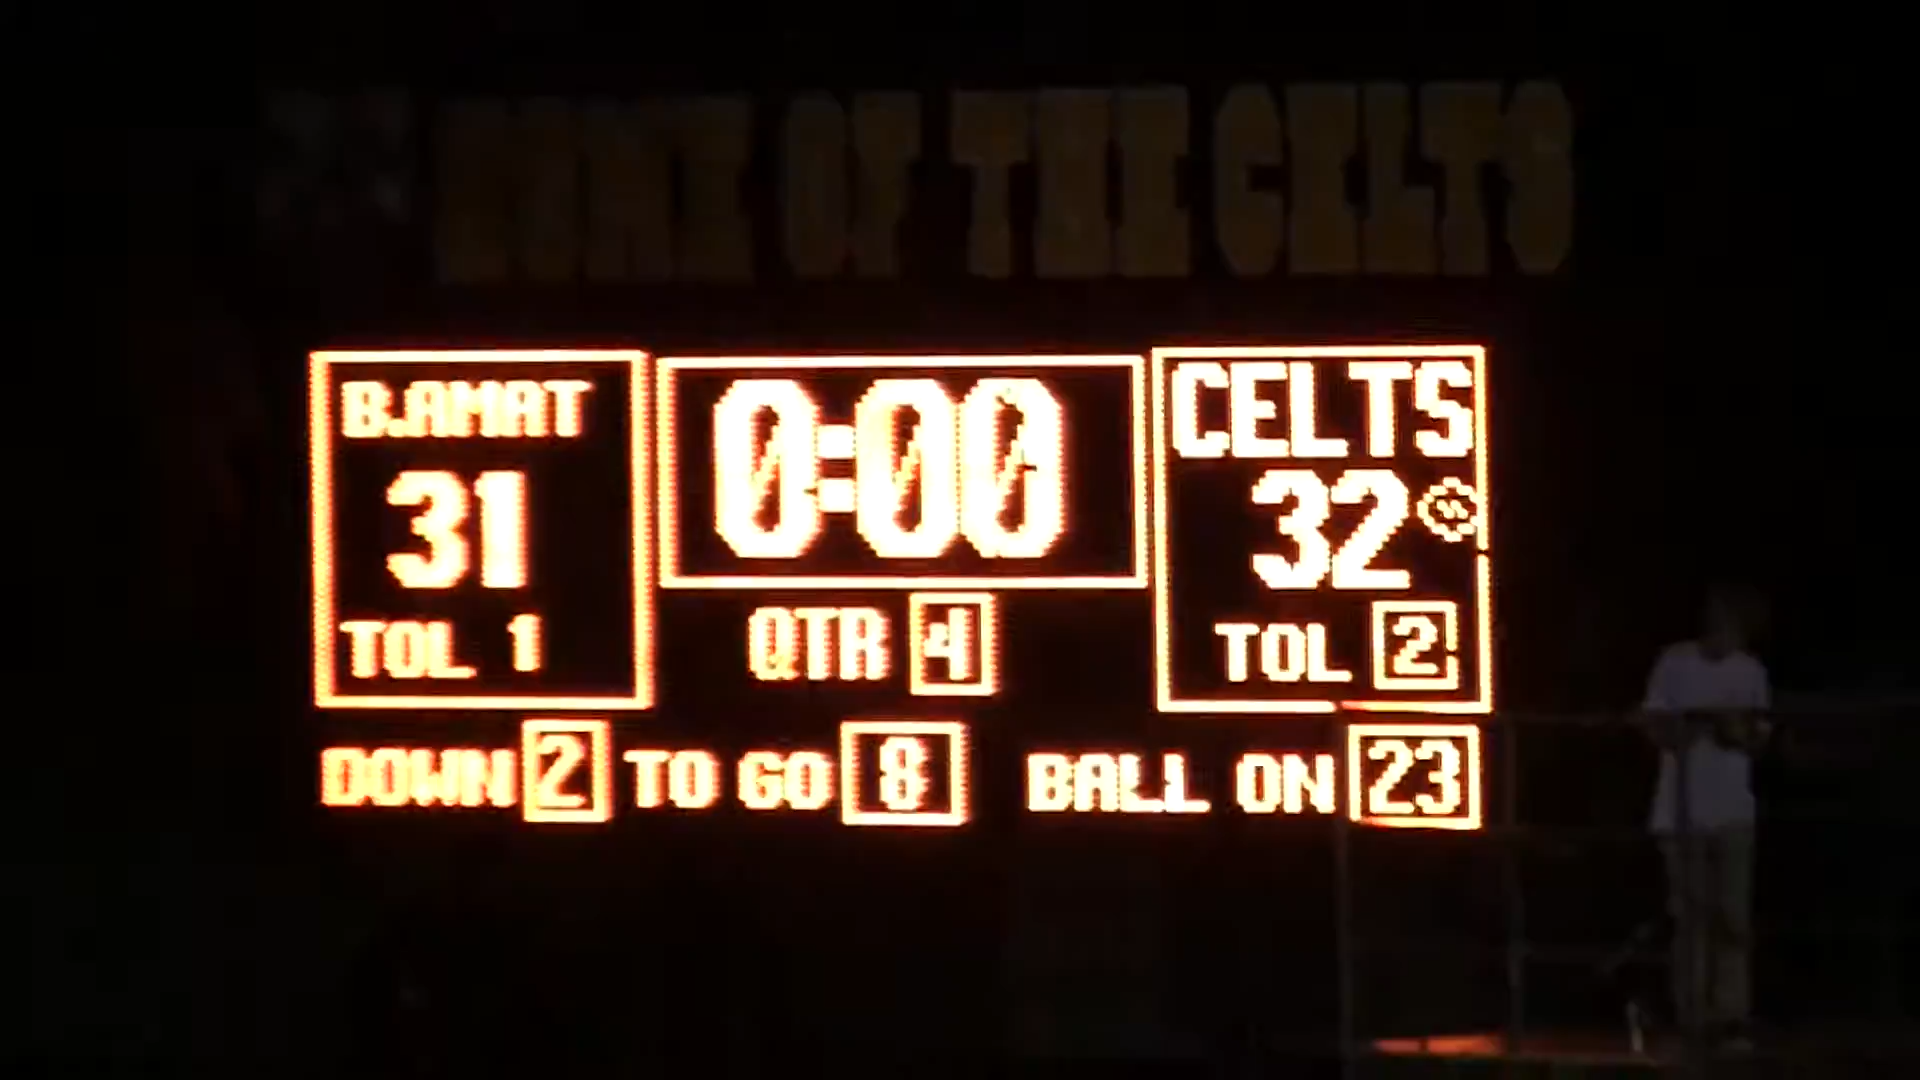 HOME OF THE CELTS
B.AMAT
31
TOL 1
0:00
QTR 4
CELTS
32
TOL 2
DOWN 2 TO GO 8 BALL ON 23